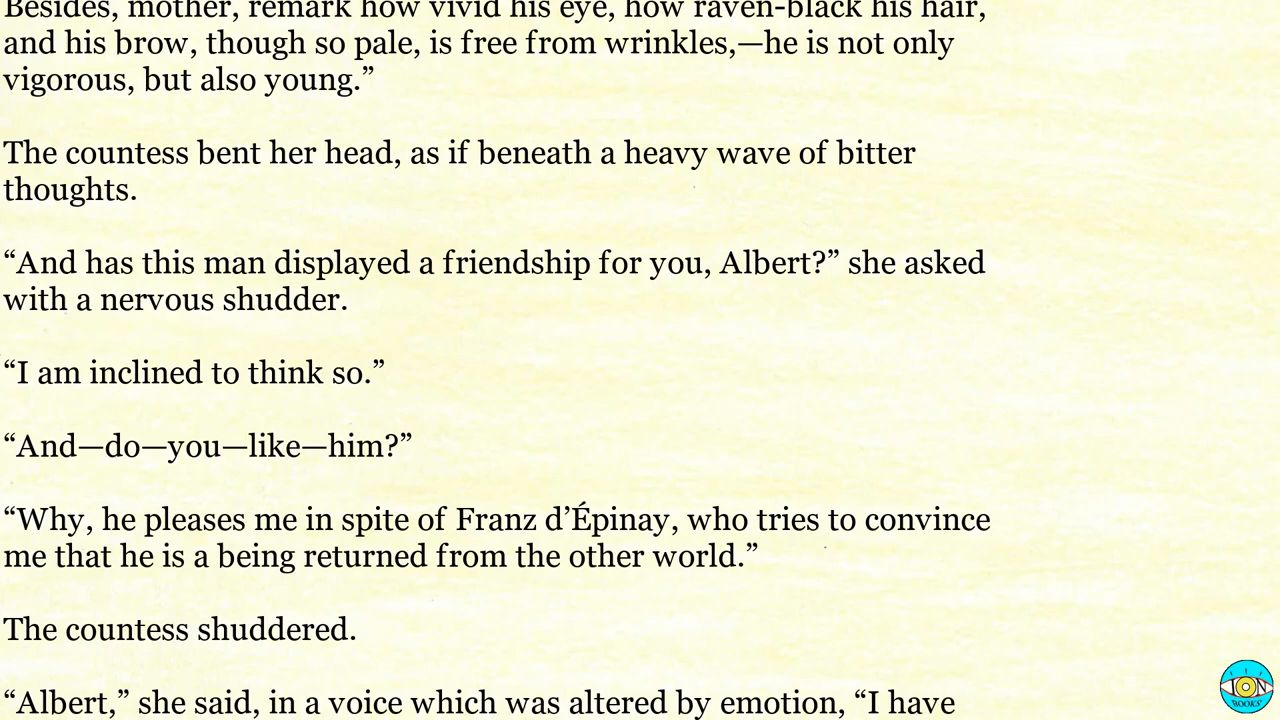 Besides, mother, remark how vivid his eye, how raven-black his hair,
and his brow, though so pale, is free from wrinkles,—he is not only
vigorous, but also young.”
The countess bent her head, as if beneath a heavy wave of bitter
thoughts.
“And has this man displayed a friendship for you, Albert?” she asked
with a nervous shudder.
“I am inclined to think so.”
“And—do—you—like—him?”
“Why, he pleases me in spite of Franz d’Épinay, who tries to convince
me that he is a being returned from the other world.”
The countess shuddered.
“Albert,” she said, in a voice which was altered by emotion, “I have
ION
BOOKS